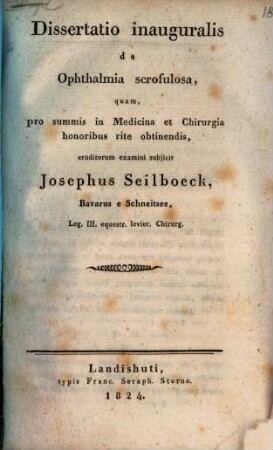 Dissertatio inauguralis
de
Ophthalmia scrofulosa,
quam,
pro summis in Medicina et Chirurgia
honoribus rite obtinendis,
eruditorum examini subjicit
Josephus Seilboeck,
Bavarus e Schneitsee,
Leg. III. equestr. levior. Chirurg.
Landishuti,
typis Franc. Seraph. Storno.
1824.